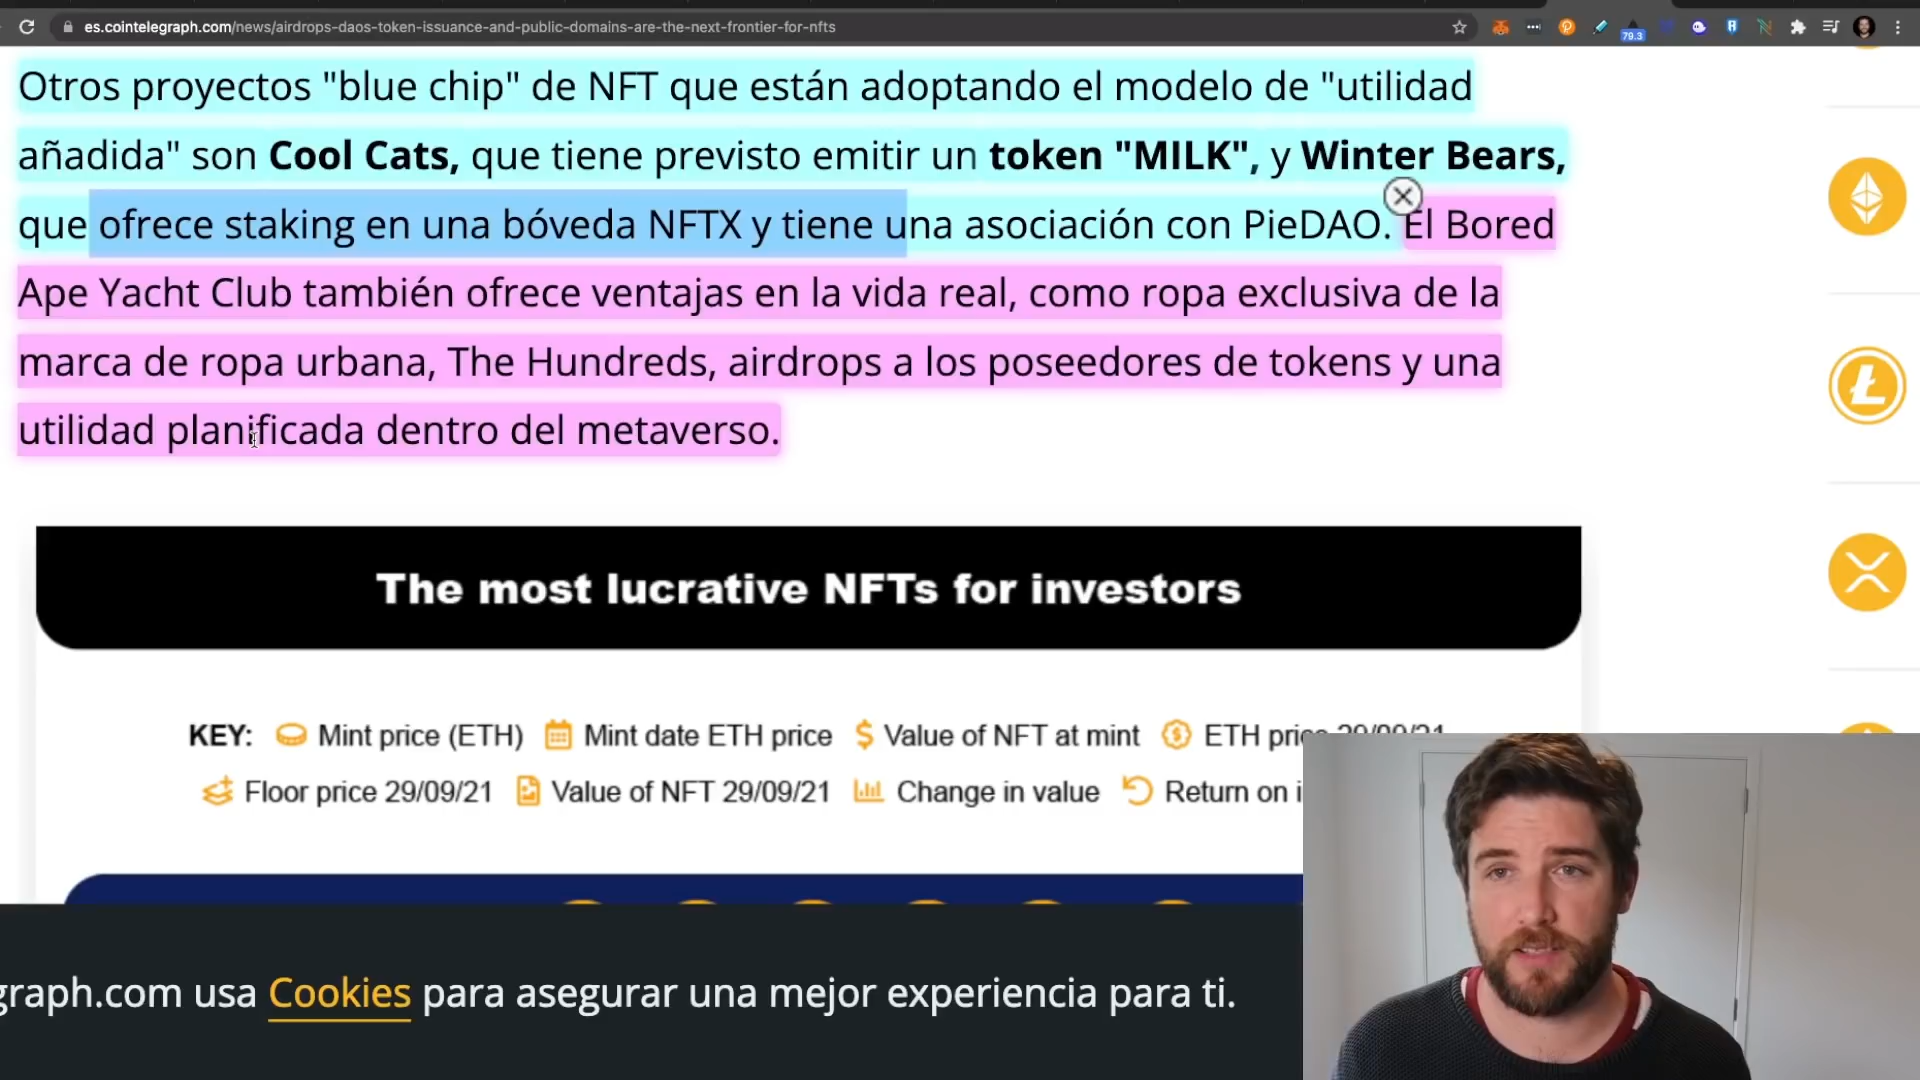 es.cointelegraph.com/news/airdrops-daos-token-issuance-and-public-domains-are-the-next-frontier-for-nfts
79.3
Otros proyectos "blue chip" de NFT que están adoptando el modelo de "utilidad
añadida" son Cool Cats, que tiene previsto emitir un token "MILK", y Winter Bears,
que ofrece staking en una bóveda NFTX y tiene una asociación con PieDAO. El Bored
Ape Yacht Club también ofrece ventajas en la vida real, como ropa exclusiva de la
marca de ropa urbana, The Hundreds, airdrops a los poseedores de tokens y una
utilidad planificada dentro del metaverso.
The most lucrative NFTs for investors
KEY: Mint price (ETH) Mint date ETH price Value of NFT at mint ETH price 29/09/21
Floor price 29/09/21 Value of NFT 29/09/21 Change in value Return on i
graph.com usa Cookies para asegurar una mejor experiencia para ti.